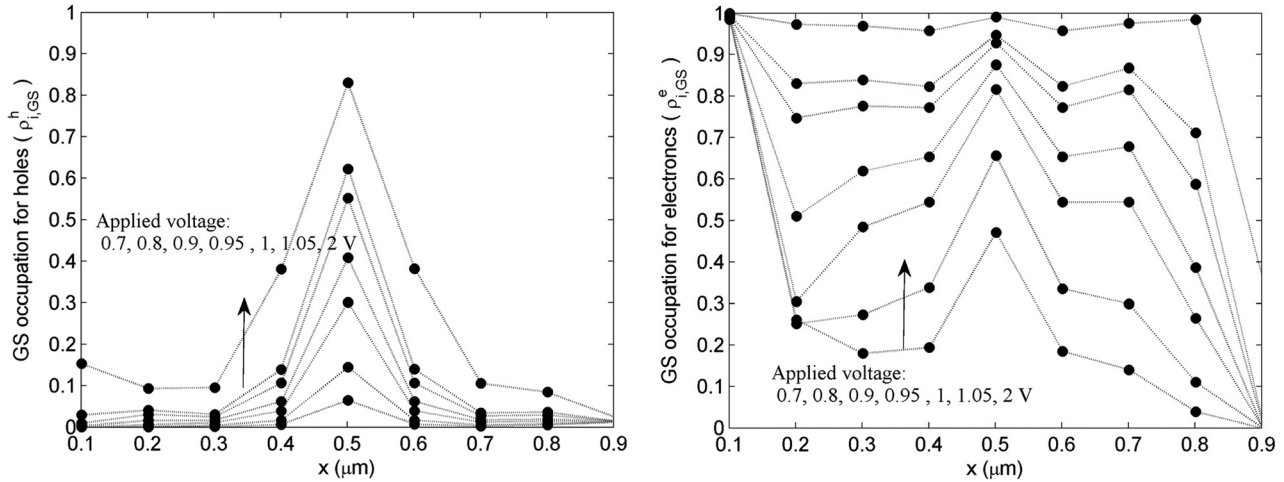 GS occupation for holes ( ρ^h_i,GS )
1
0.9
0.8
0.7
0.6
0.5
0.4
0.3
0.2
0.1
0
Applied voltage:
0.7, 0.8, 0.9, 0.95 , 1, 1.05, 2 V
0.1 0.2 0.3 0.4 0.5 0.6 0.7 0.8 0.9
x (μm)
GS occupation for electroncs ( ρ^e_i,GS )
1
0.9
0.8
0.7
0.6
0.5
0.4
0.3
0.2
0.1
0
Applied voltage:
0.7, 0.8, 0.9, 0.95 , 1, 1.05, 2 V
0.1 0.2 0.3 0.4 0.5 0.6 0.7 0.8 0.9
x (μm)